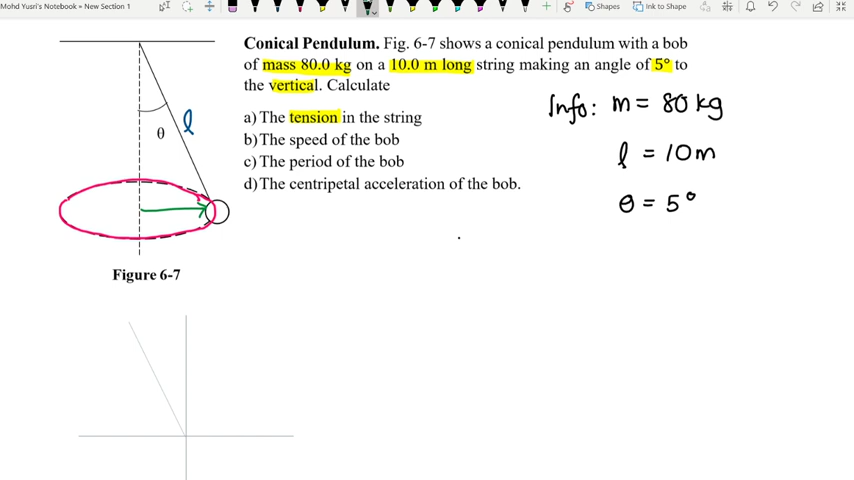 Mohd Yusri's Notebook » New Section 1
Shapes
Ink to Shape
Conical Pendulum. Fig. 6-7 shows a conical pendulum with a bob
of mass 80.0 kg on a 10.0 m long string making an angle of 5° to
the vertical. Calculate
a) The tension in the string
b) The speed of the bob
c) The period of the bob
d) The centripetal acceleration of the bob.
Info: m = 80 kg
l = 10 m
θ = 5°
θ
l
Figure 6-7